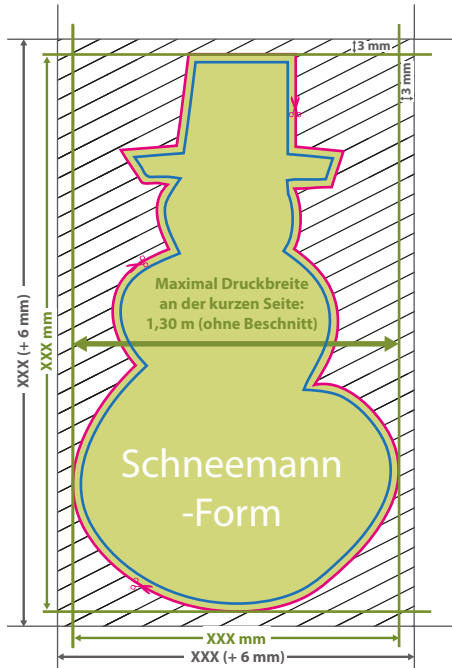 3 mm
3 mm
XXX (+ 6 mm)
XXX mm
Maximal Druckbreite
an der kurzen Seite:
1,30 m (ohne Beschnitt)
Schneemann
-Form
XXX mm
XXX (+ 6 mm)